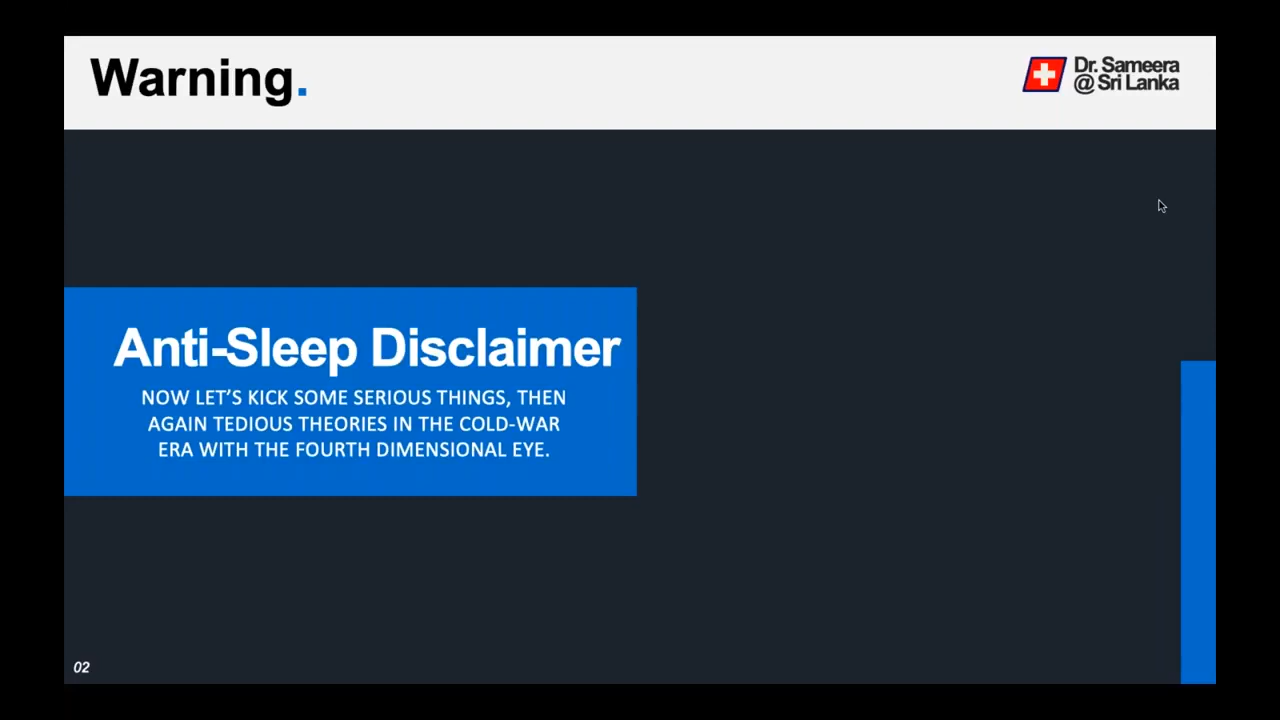 Warning.
Dr. Sameera
@ Sri Lanka
Anti-Sleep Disclaimer
NOW LET’S KICK SOME SERIOUS THINGS, THEN
AGAIN TEDIOUS THEORIES IN THE COLD-WAR
ERA WITH THE FOURTH DIMENSIONAL EYE.
02